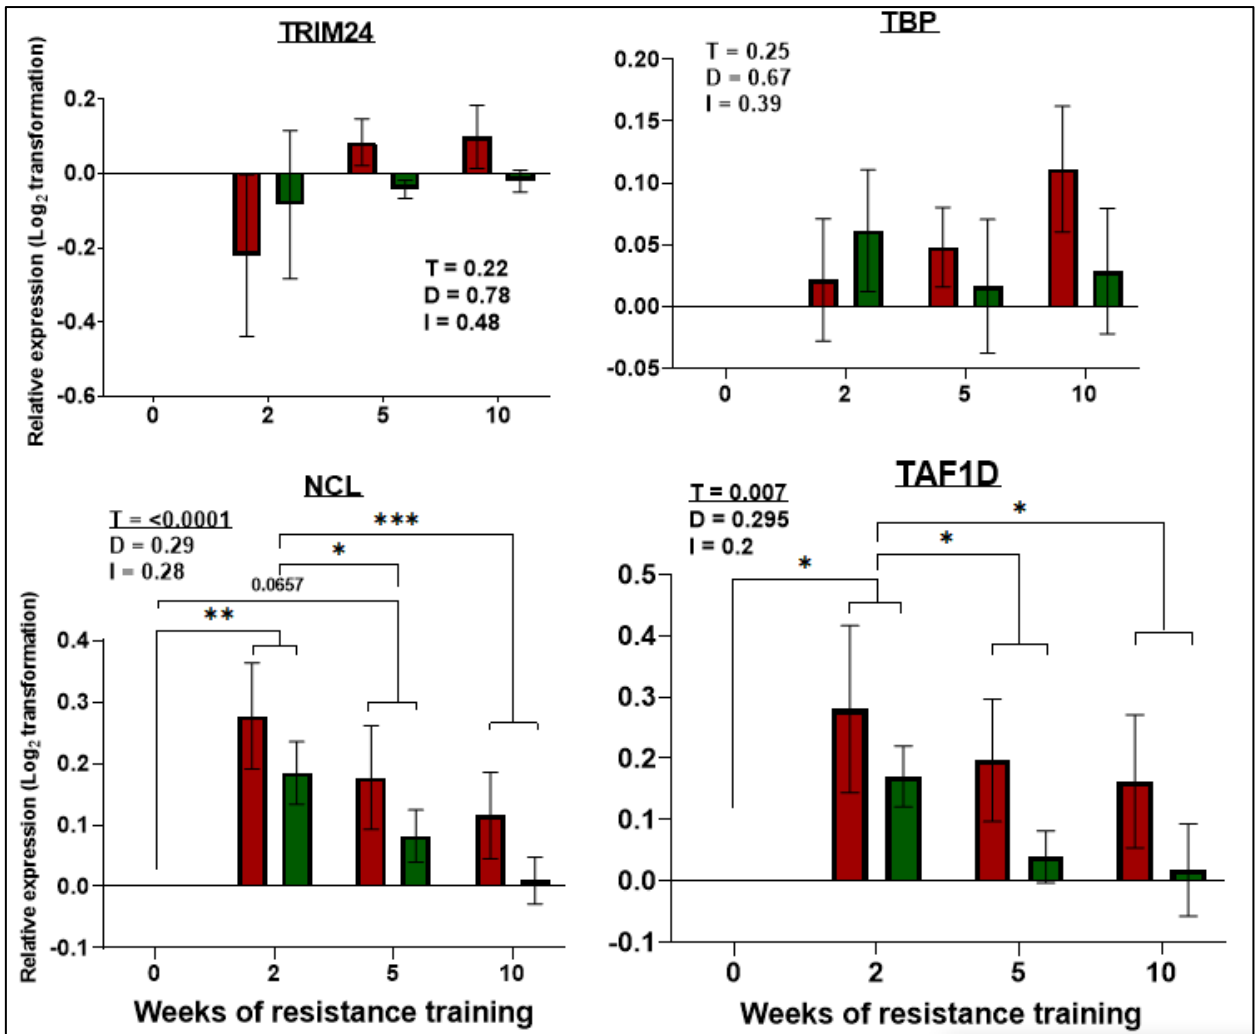 TRIM24
Relative expression (Log2 transformation)
0.2
0.0
-0.2
-0.4
-0.6
T = 0.22
D = 0.78
I = 0.48
0
2
5
10
TBP
T = 0.25
D = 0.67
I = 0.39
0.20
0.15
0.10
0.05
0.00
-0.05
0
2
5
10
NCL
T = <0.0001
D = 0.29
I = 0.28
***
*
0.0657
**
Relative expression (Log2 transformation)
0.4
0.3
0.2
0.1
0.0
-0.1
0
2
5
10
Weeks of resistance training
TAF1D
T = 0.007
D = 0.295
I = 0.2
*
*
*
0.5
0.4
0.3
0.2
0.1
0.0
-0.1
0
2
5
10
Weeks of resistance training